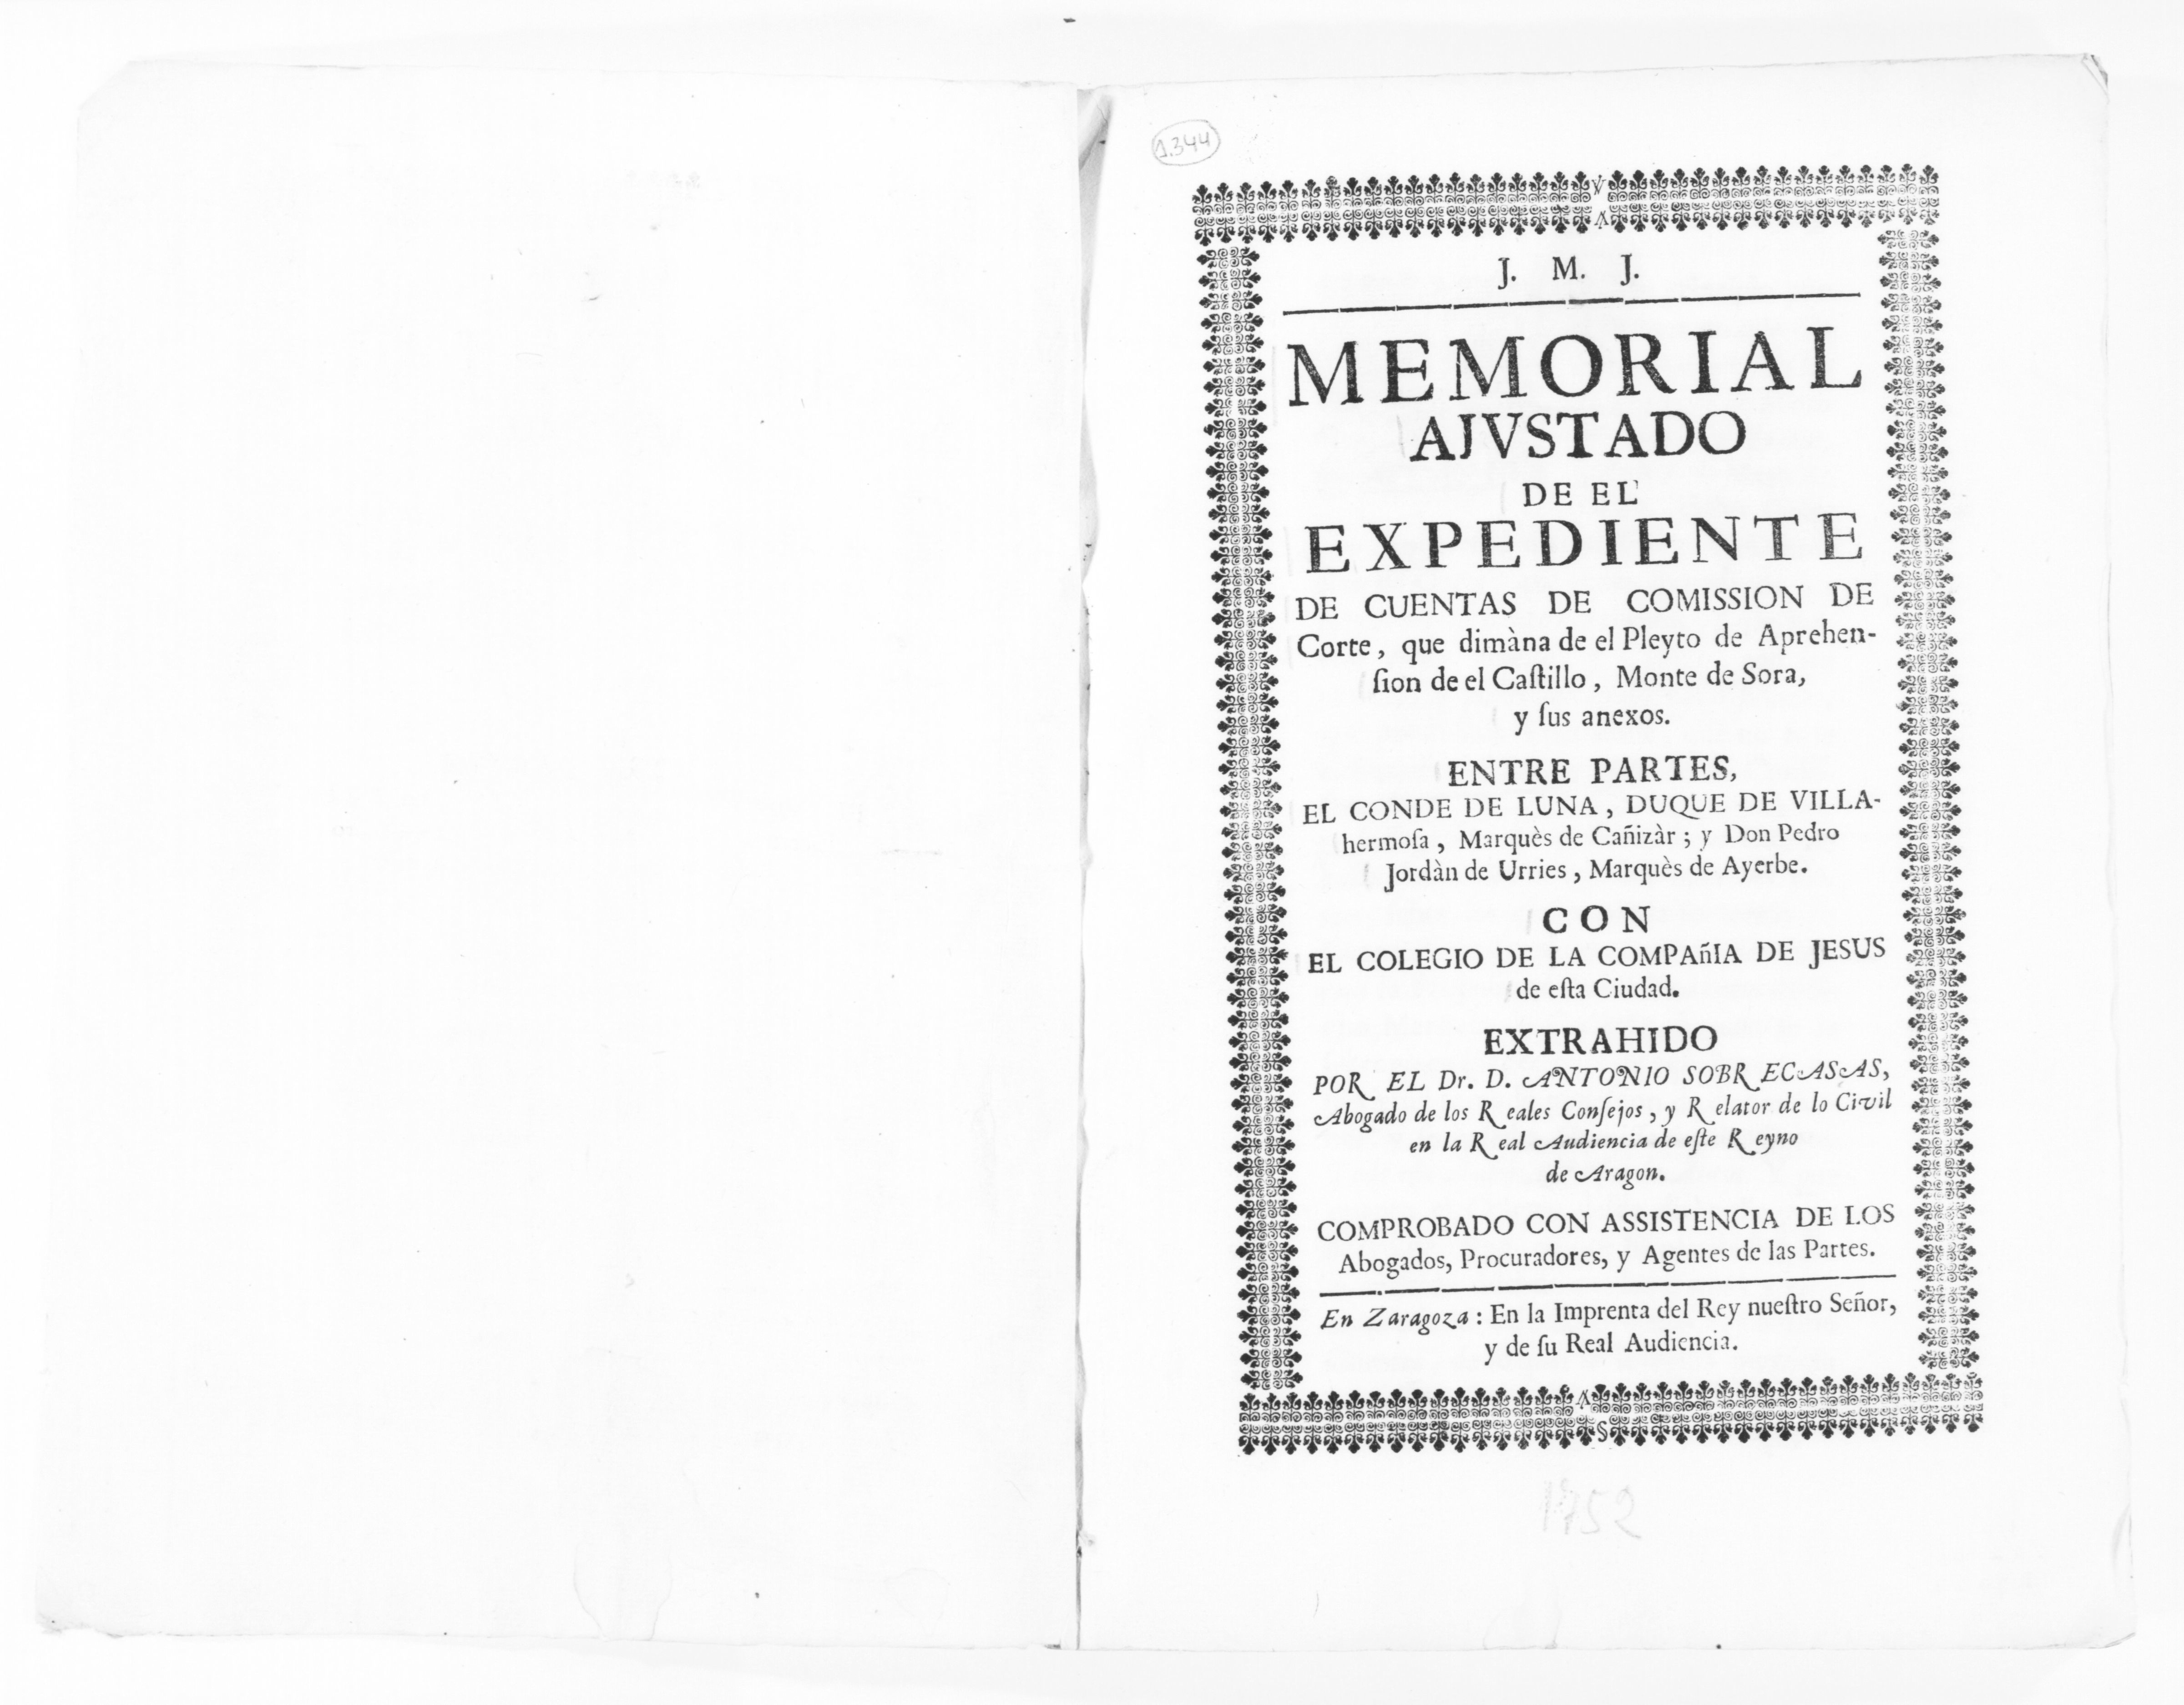 1.344
J. M. J.
MEMORIAL
AJVSTADO
DE EL
EXPEDIENTE
DE CUENTAS DE COMISSION DE
Corte, que dimàna de el Pleyto de Aprehen-
ſion de el Caſtillo, Monte de Sora,
y ſus anexos.
ENTRE PARTES,
EL CONDE DE LUNA, DUQUE DE VILLA-
hermoſa, Marquès de Cañizàr; y Don Pedro
Jordàn de Urries, Marquès de Ayerbe.
CON
EL COLEGIO DE LA COMPAñIA DE JESUS
de eſta Ciudad.
EXTRAHIDO
POR EL Dr. D. ANTONIO SOBRECASAS,
Abogado de los Reales Conſejos, y Relator de lo Civil
en la Real Audiencia de eſte Reyno
de Aragon.
COMPROBADO CON ASSISTENCIA DE LOS
Abogados, Procuradores, y Agentes de las Partes.
En Zaragoza: En la Imprenta del Rey nueſtro Señor,
y de ſu Real Audiencia.
1752